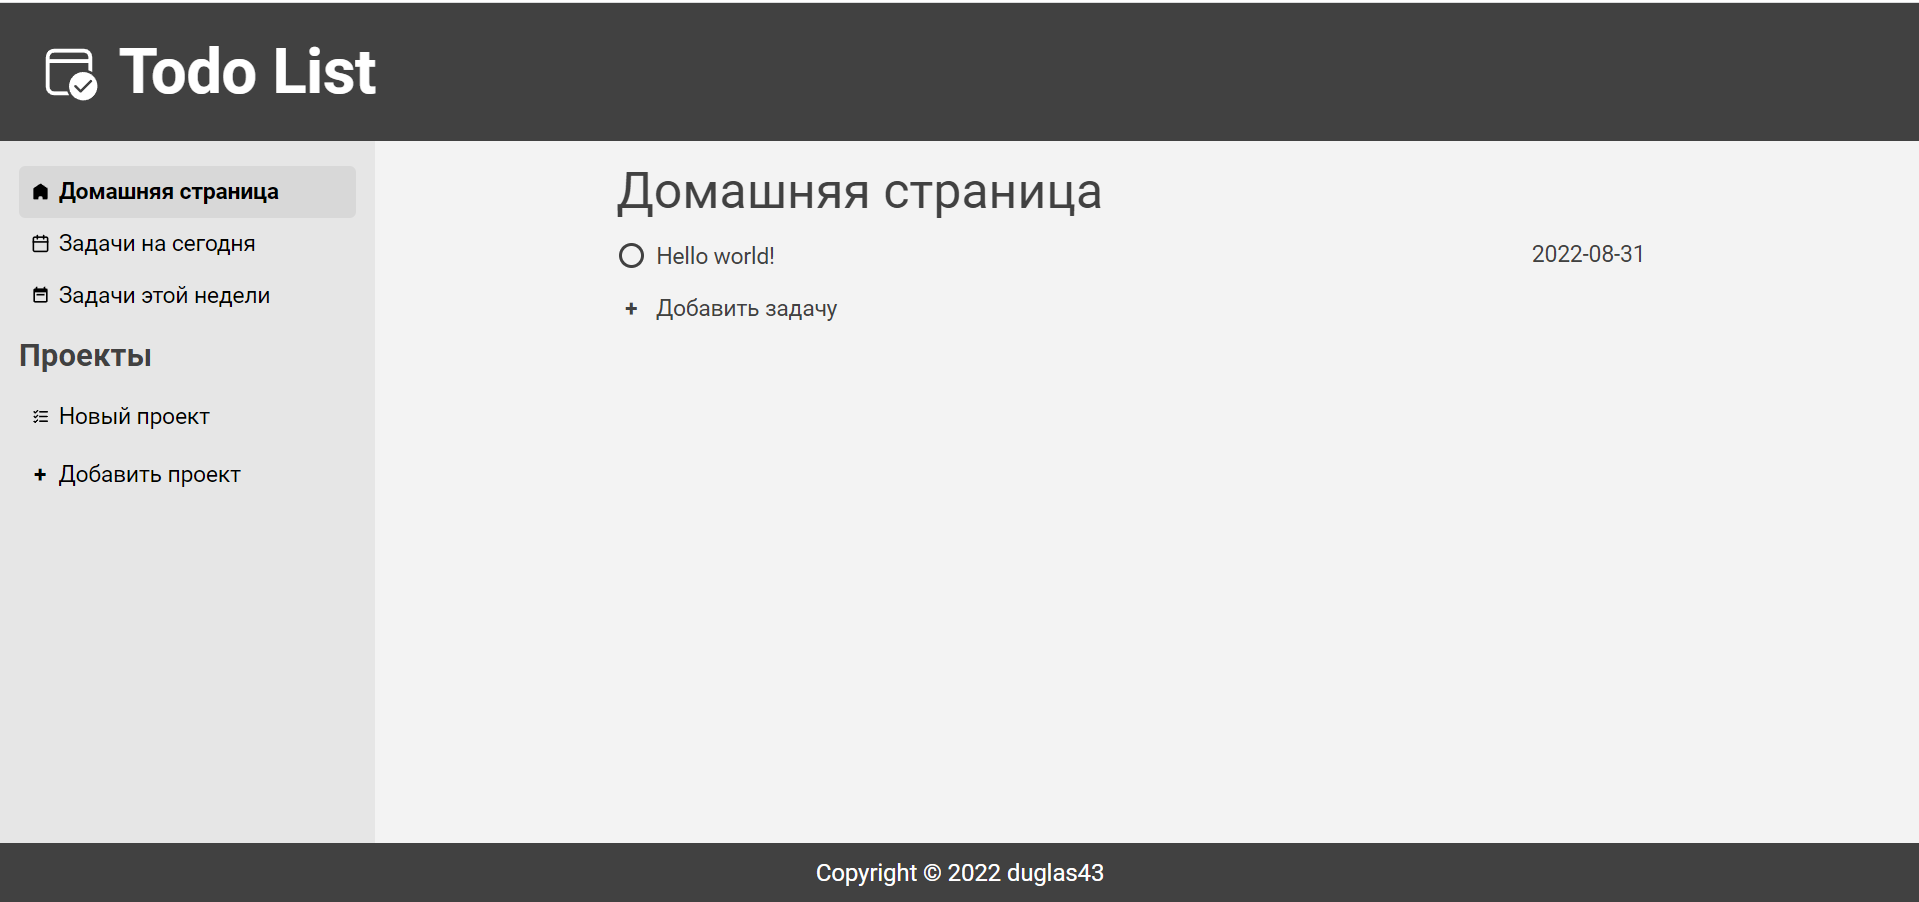 Todo List
Домашняя страница
Задачи на сегодня
Задачи этой недели
Проекты
Новый проект
+ Добавить проект
Домашняя страница
Hello world! 2022-08-31
+ Добавить задачу
Copyright © 2022 duglas43